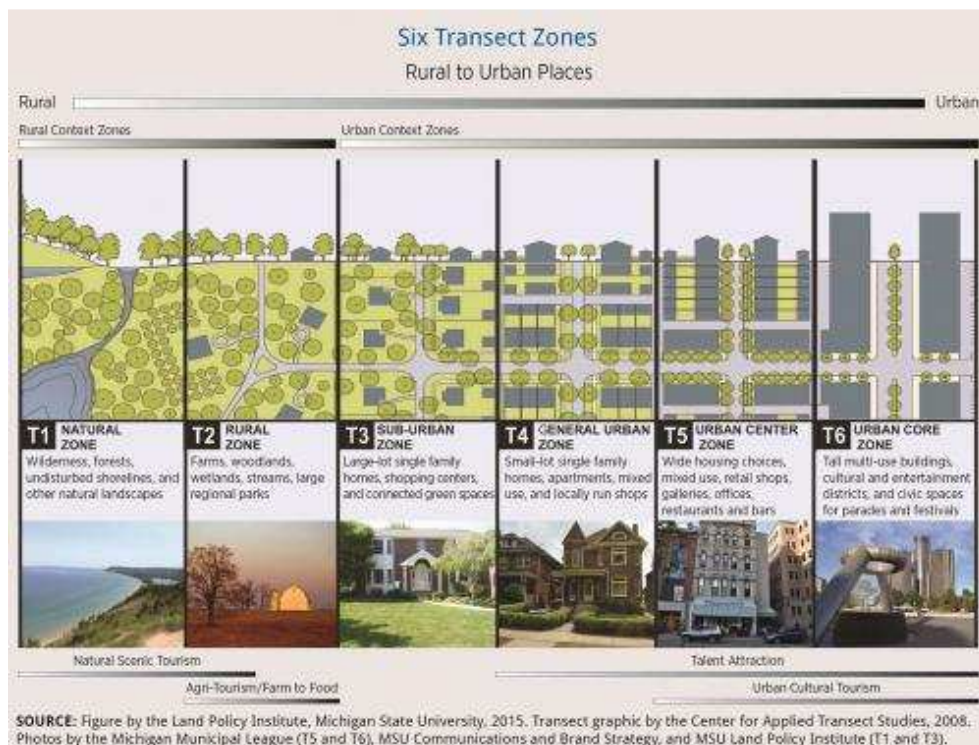 Six Transect Zones
Rural to Urban Places
Rural Urban
Rural Context Zones Urban Context Zones
T1 NATURAL ZONE
Wilderness, forests,
undisturbed shorelines, and
other natural landscapes
T2 RURAL ZONE
Farms, woodlands,
wetlands, streams, large
regional parks
T3 SUB-URBAN ZONE
Large-lot single family
homes, shopping centers,
and connected green spaces
T4 GENERAL URBAN ZONE
Small-lot single family
homes, apartments, mixed
use, and locally run shops
T5 URBAN CENTER ZONE
Wide housing choices,
mixed use, retail shops,
galleries, offices,
restaurants and bars
T6 URBAN CORE ZONE
Tall multi-use buildings,
cultural and entertainment
districts, and civic spaces
for parades and festivals
Natural Scenic Tourism
Talent Attraction
Agri-Tourism/Farm to Food
Urban Cultural Tourism
SOURCE: Figure by the Land Policy Institute, Michigan State University, 2015. Transect graphic by the Center for Applied Transect Studies, 2008.
Photos by the Michigan Municipal League (T5 and T6), MSU Communications and Brand Strategy, and MSU Land Policy Institute (T1 and T3).